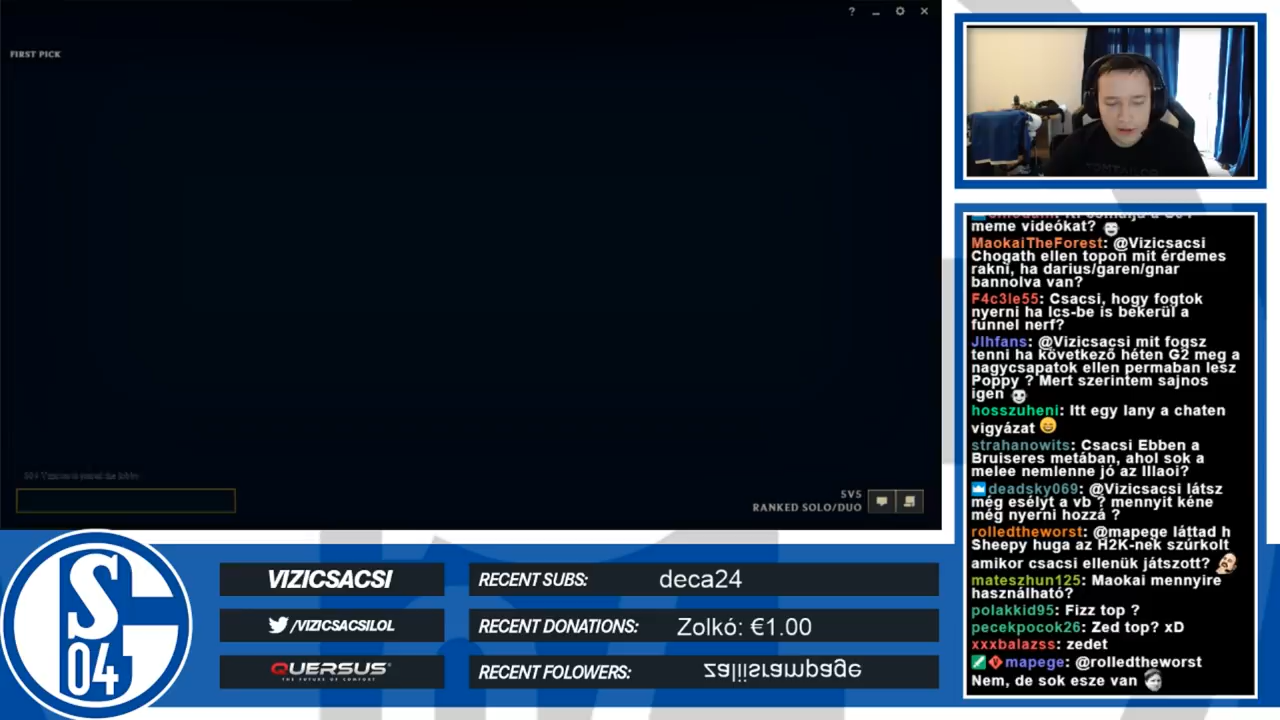 ?
FIRST PICK
joined the lobby
5V5
RANKED SOLO/DUO
meme videókat?
MaokaiTheForest: @Vizicsacsi
Chogath ellen topon mit érdemes
rakni, ha darius/garen/gnar
bannolva van?
F4c3le55: Csacsi, hogy fogtok
nyerni ha lcs-be is bekerül a
funnel nerf?
Jlhfans: @Vizicsacsi mit fogsz
tenni ha következő héten G2 meg a
nagycsapatok ellen permaban lesz
Poppy ? Mert szerintem sajnos
igen
hosszuheni: Itt egy lany a chaten
vigyázat
strahanowits: Csacsi Ebben a
Bruiseres metában, ahol sok a
melee nemlenne jó az Illaoi?
deadsky069: @Vizicsacsi látsz
még esélyt a vb ? mennyit kéne
még nyerni hozzá ?
rolledtheworst: @mapege láttad h
Sheepy huga az H2K-nek szúrkolt
amikor csacsi ellenük játszott?
mateszhun125: Maokai mennyire
használható?
polakkid95: Fizz top ?
pecekpocok26: Zed top? xD
xxxbalazss: zedet
mapege: @rolledtheworst
Nem, de sok esze van
S
04
VIZICSACSI
/VIZICSACSILOL
QUERSUS
THE FUTURE OF COMFORT
RECENT SUBS: deca24
RECENT DONATIONS: Zolkó: €1.00
RECENT FOLOWERS: zaliisrampage